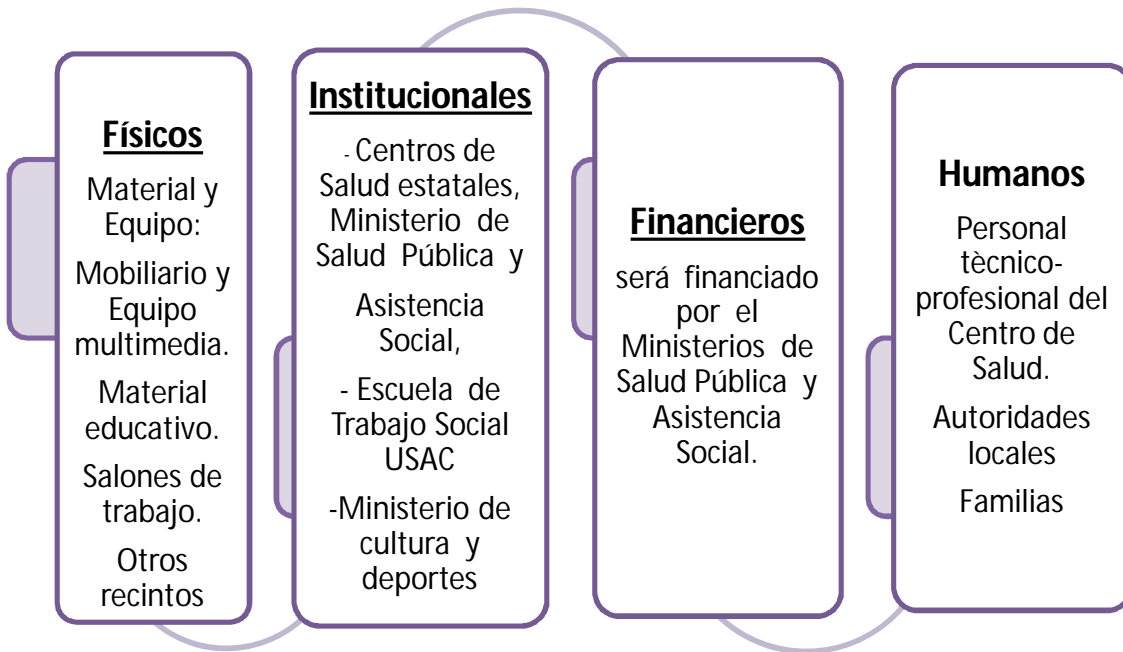 Físicos
Material y
Equipo:
Mobiliario y
Equipo
multimedia.
Material
educativo.
Salones de
trabajo.
Otros
recintos
Institucionales
- Centros de
Salud estatales,
Ministerio de
Salud Pública y
Asistencia
Social,
- Escuela de
Trabajo Social
USAC
-Ministerio de
cultura y
deportes
Financieros
será financiado
por el
Ministerios de
Salud Pública y
Asistencia
Social.
Humanos
Personal
tècnico-
profesional del
Centro de
Salud.
Autoridades
locales
Familias